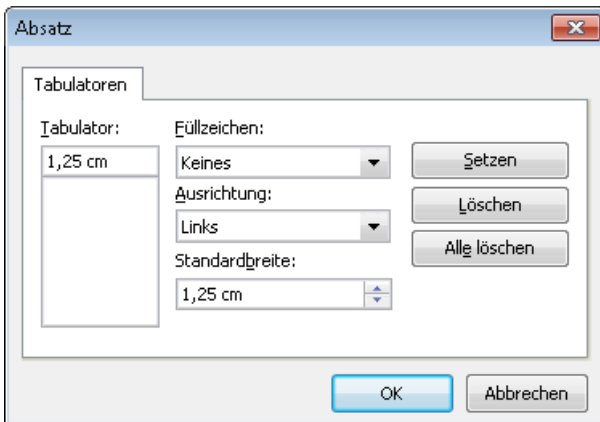 Absatz
Tabulatoren
Tabulator:
1,25 cm
Füllzeichen:
Keines
Ausrichtung:
Links
Standardbreite:
1,25 cm
Setzen
Löschen
Alle löschen
OK
Abbrechen